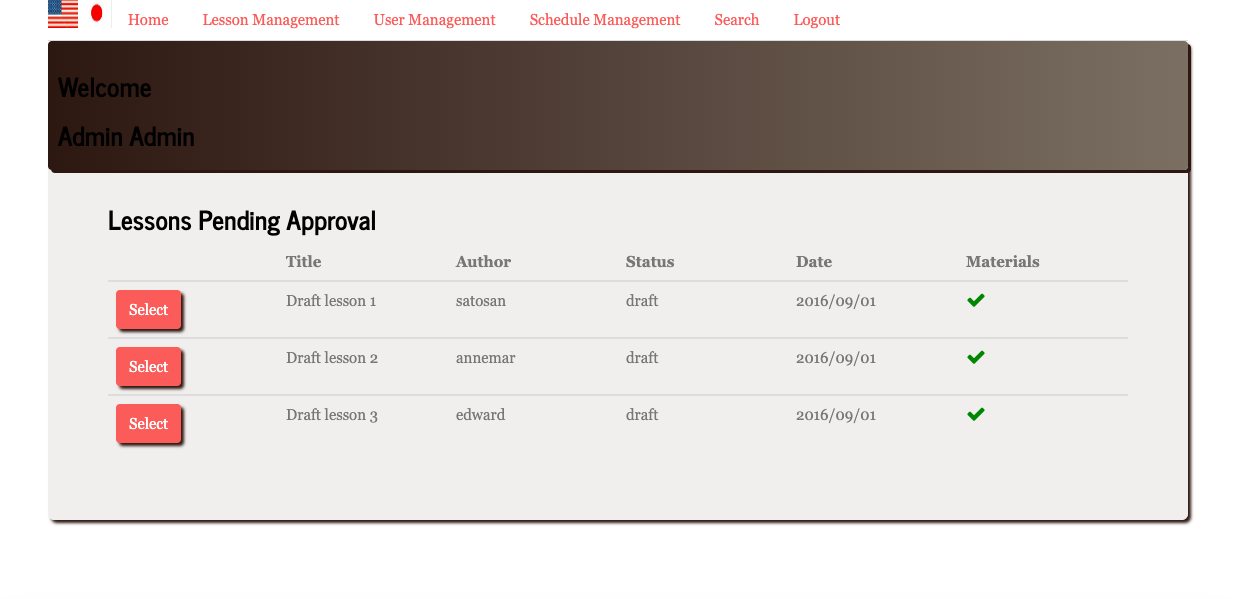 Home Lesson Management User Management Schedule Management Search Logout
Welcome
Admin Admin
Lessons Pending Approval
Title Author Status Date Materials
Select Draft lesson 1 satosan draft 2016/09/01
Select Draft lesson 2 annemar draft 2016/09/01
Select Draft lesson 3 edward draft 2016/09/01